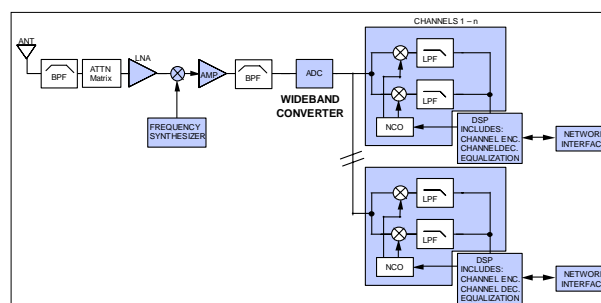 CHANNELS 1 – n
ANT
BPF
ATTN
Matrix
LNA
AMP
BPF
ADC
WIDEBAND
CONVERTER
FREQUENCY
SYNTHESIZER
LPF
LPF
NCO
DSP
INCLUDES:
CHANNEL ENC.
CHANNELDEC.
EQUALIZATION
NETWORK
INTERFACE
LPF
LPF
NCO
DSP
INCLUDES:
CHANNEL ENC.
CHANNEL DEC.
EQUALIZATION
NETWORK
INTERFACE